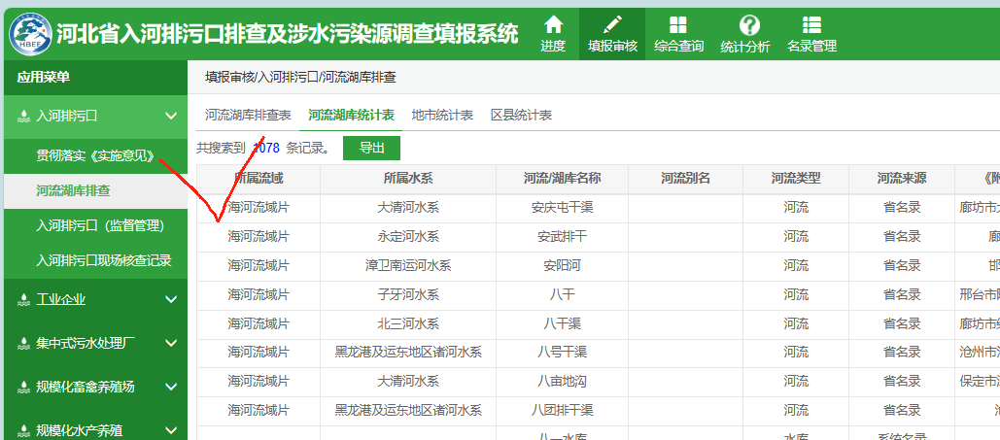 河北省入河排污口排查及涉水污染源调查填报系统
HBEE
进度 填报审核 综合查询 统计分析 名录管理
应用菜单
填报审核/入河排污口/河流湖库排查
入河排污口
贯彻落实《实施意见》
河流湖库排查
入河排污口（监督管理）
入河排污口现场核查记录
工业企业
集中式污水处理厂
规模化畜禽养殖场
规模化水产养殖
河流湖库排查表 河流湖库统计表 地市统计表 区县统计表
共搜索到 1078 条记录。 导出
所属流域 所属水系 河流/湖库名称 河流别名 河流类型 河流来源 《附
海河流域片 大清河水系 安庆屯干渠 河流 省名录 廊坊市
海河流域片 永定河水系 安武排干 河流 省名录 廊
海河流域片 漳卫南运河水系 安阳河 河流 省名录 邯
海河流域片 子牙河水系 八干 河流 省名录 邢台市
海河流域片 北三河水系 八干渠 河流 省名录 廊坊市
海河流域片 黑龙港及运东地区诸河水系 八号干渠 河流 省名录 沧州市
海河流域片 大清河水系 八亩地沟 河流 省名录 保定市
海河流域片 黑龙港及运东地区诸河水系 八团排干渠 河流 省名录 沧
八一水库 水库 系统名录